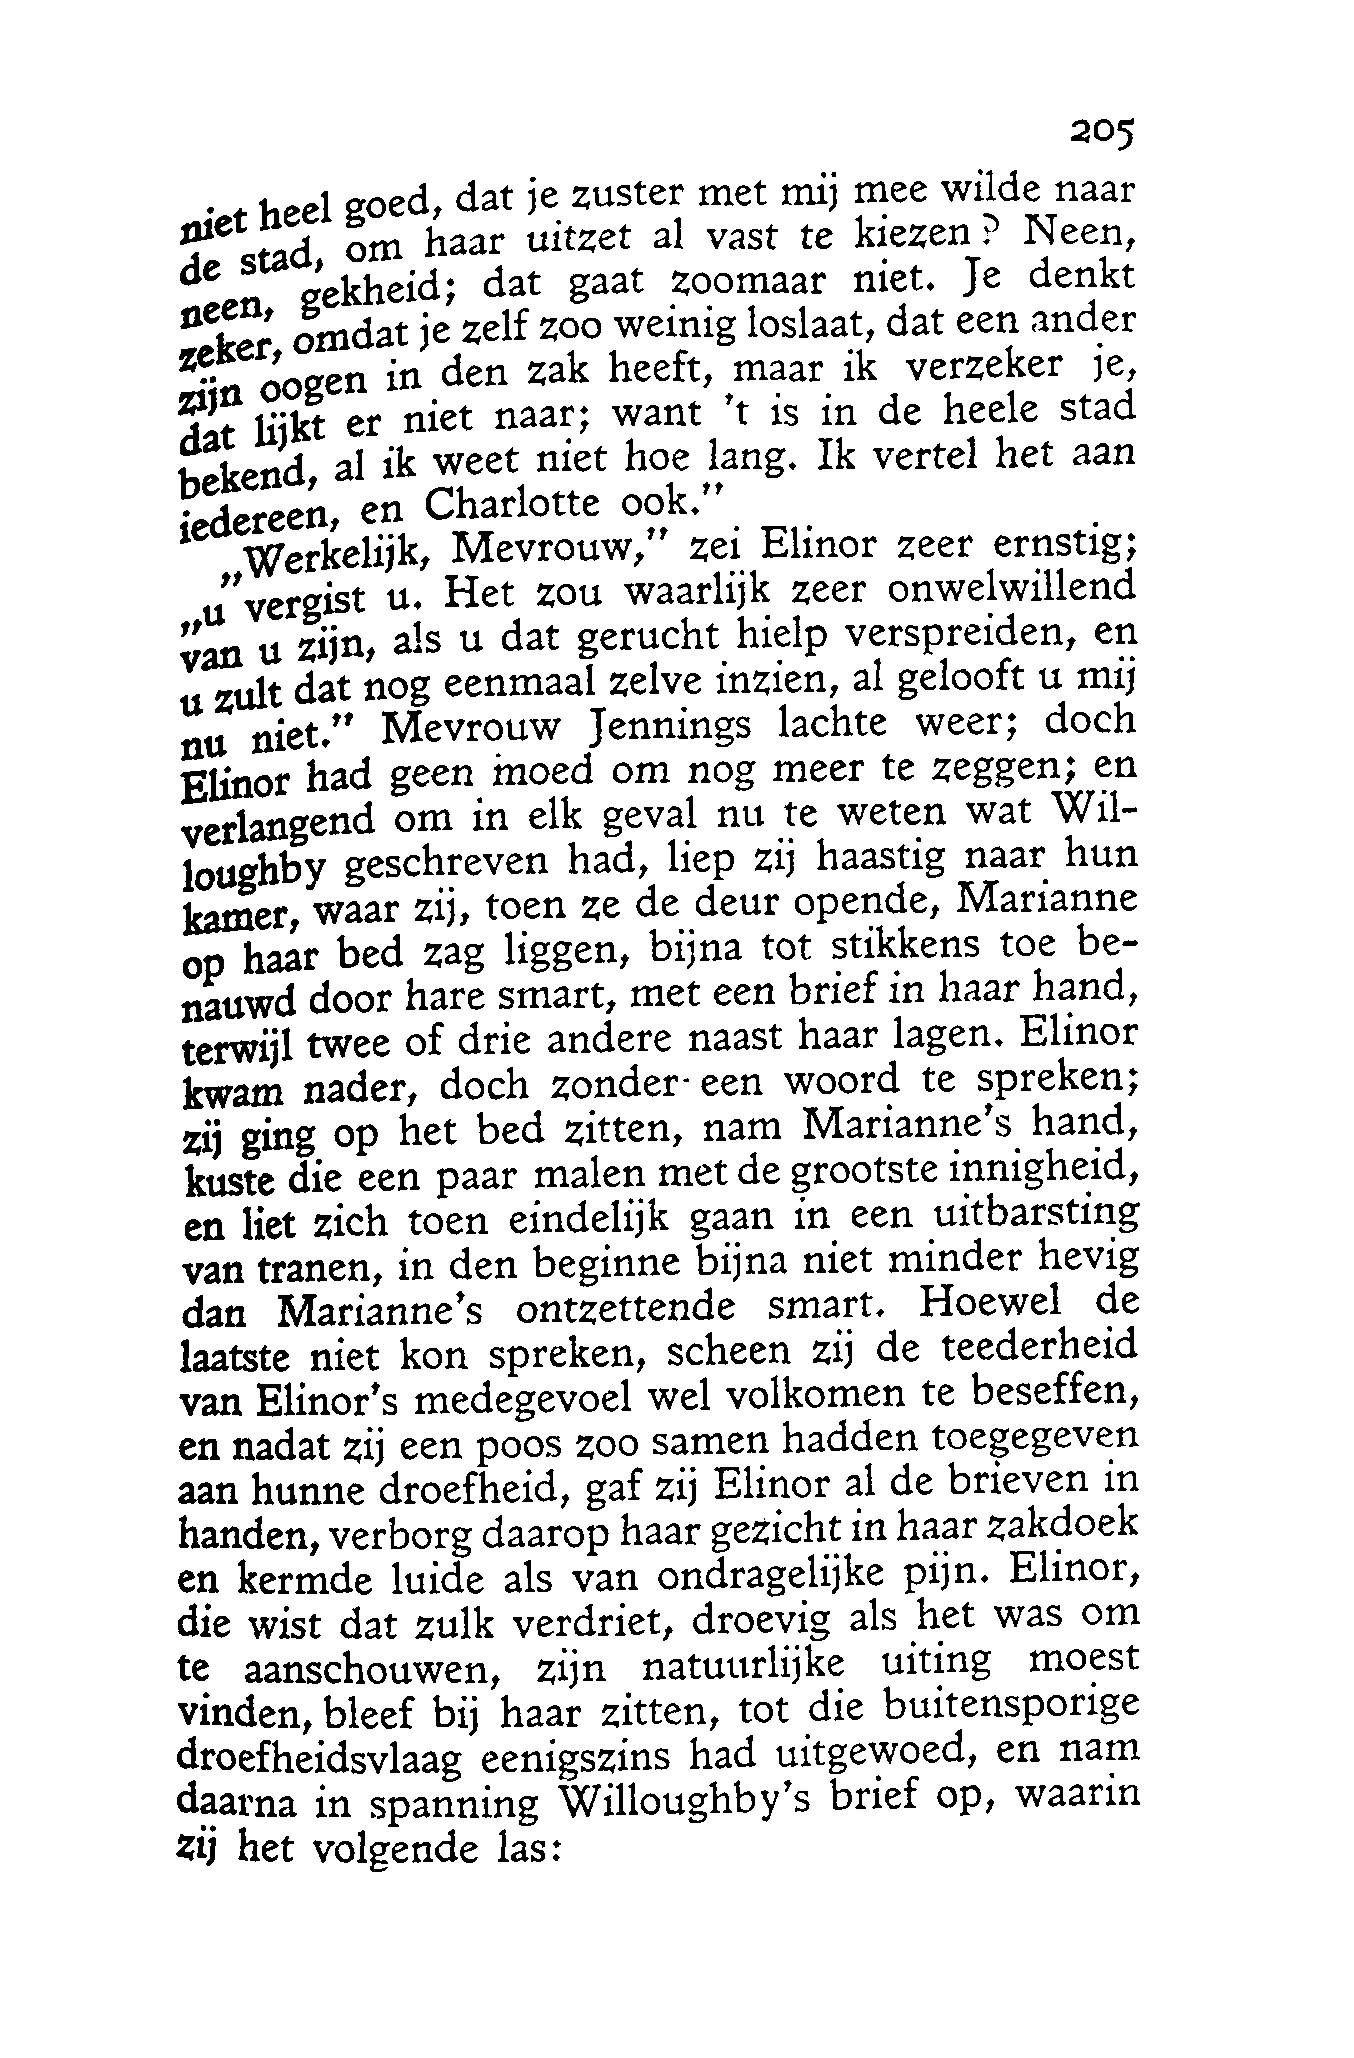 205
niet heel goed, dat je zuster met mij mee wilde naar
de stad, om haar uitzet al vast te kiezen? Neen,
neen, gekheid; dat gaat zoomaar niet. Je denkt
zeker, omdat je zelf zoo weinig loslaat, dat een ander
zijn oogen in den zak heeft, maar ik verzeker je,
dat lijkt er niet naar; want 't is in de heele stad
bekend, al ik weet niet hoe lang. Ik vertel het aan
iedereen, en Charlotte ook."
„Werkelijk, Mevrouw," zei Elinor zeer ernstig;
„u vergist u. Het zou waarlijk zeer onwelwillend
van u zijn, als u dat gerucht hielp verspreiden, en
u zult dat nog eenmaal zelve inzien, al gelooft u mij
nu niet." Mevrouw Jennings lachte weer; doch
Elinor had geen moed om nog meer te zeggen; en
verlangend om in elk geval nu te weten wat Wil-
loughby geschreven had, liep zij haastig naar hun
kamer, waar zij, toen ze de deur opende, Marianne
op haar bed zag liggen, bijna tot stikkens toe be-
nauwd door hare smart, met een brief in haar hand,
terwijl twee of drie andere naast haar lagen. Elinor
kwam nader, doch zonder een woord te spreken;
zij ging op het bed zitten, nam Marianne's hand,
kuste die een paar malen met de grootste innigheid,
en liet zich toen eindelijk gaan in een uitbarsting
van tranen, in den beginne bijna niet minder hevig
dan Marianne's ontzettende smart. Hoewel de
laatste niet kon spreken, scheen zij de teederheid
van Elinor's medegevoel wel volkomen te beseffen,
en nadat zij een poos zoo samen hadden toegegeven
aan hunne droefheid, gaf zij Elinor al de brieven in
handen, verborg daarop haar gezicht in haar zakdoek
en kermde luide als van ondragelijke pijn. Elinor,
die wist dat zulk verdriet, droevig als het was om
te aanschouwen, zijn natuurlijke uiting moest
vinden, bleef bij haar zitten, tot die buitensporige
droefheidsvlaag eenigszins had uitgewoed, en nam
daarna in spanning Willoughby's brief op, waarin
zij het volgende las: